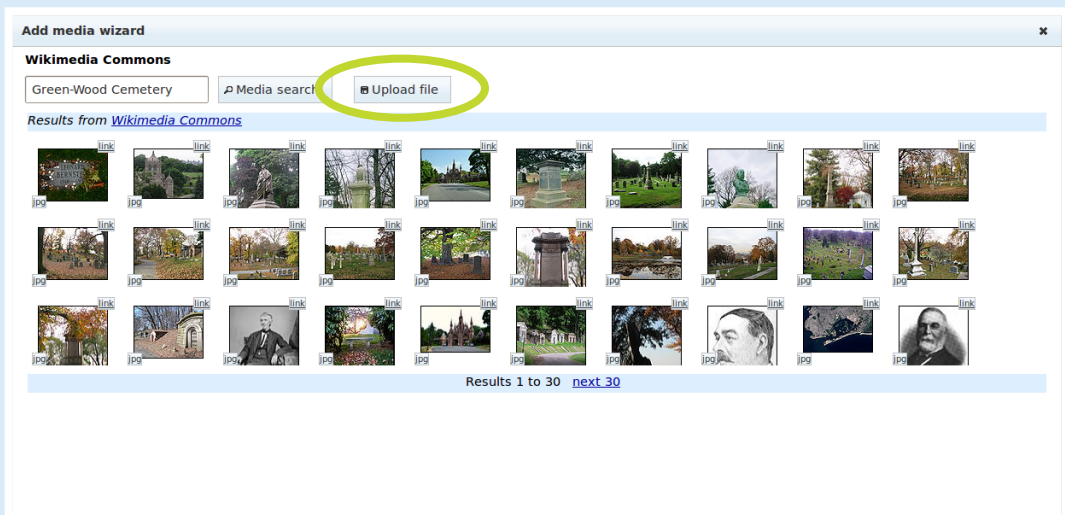 Add media wizard ✖
Wikimedia Commons
Green-Wood Cemetery Media search Upload file
Results from Wikimedia Commons
link link link link link link link link link link
jpg jpg jpg jpg jpg jpg jpg jpg jpg jpg
link link link link link link link link link link
jpg jpg jpg jpg jpg jpg jpg jpg jpg jpg
link link link link link link link link link link
jpg jpg jpg jpg jpg jpg jpg jpg jpg jpg
Results 1 to 30 next 30